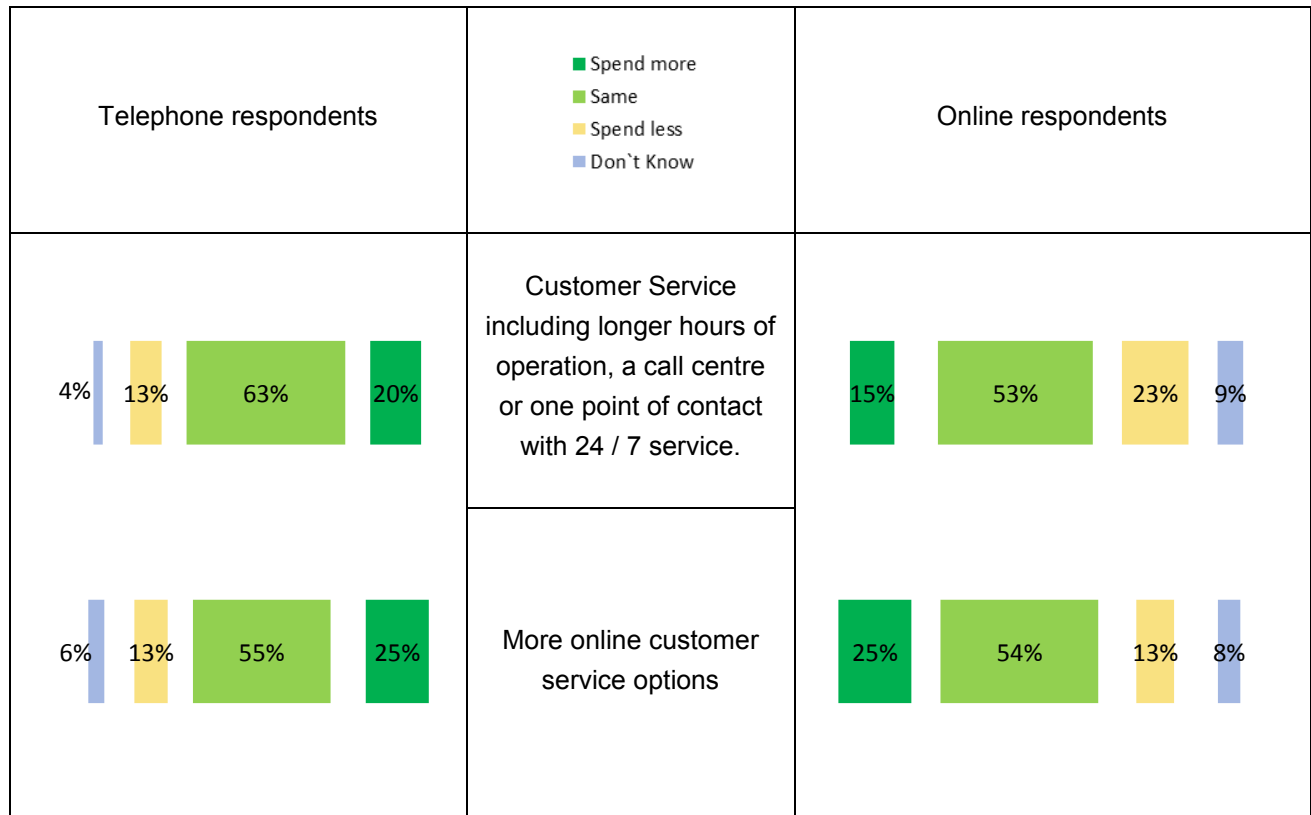 Telephone respondents
Spend more
Same
Spend less
Don`t Know
Online respondents
4% 13% 63% 20%
Customer Service
including longer hours of
operation, a call centre
or one point of contact
with 24 / 7 service.
15% 53% 23% 9%
6% 13% 55% 25%
More online customer
service options
25% 54% 13% 8%